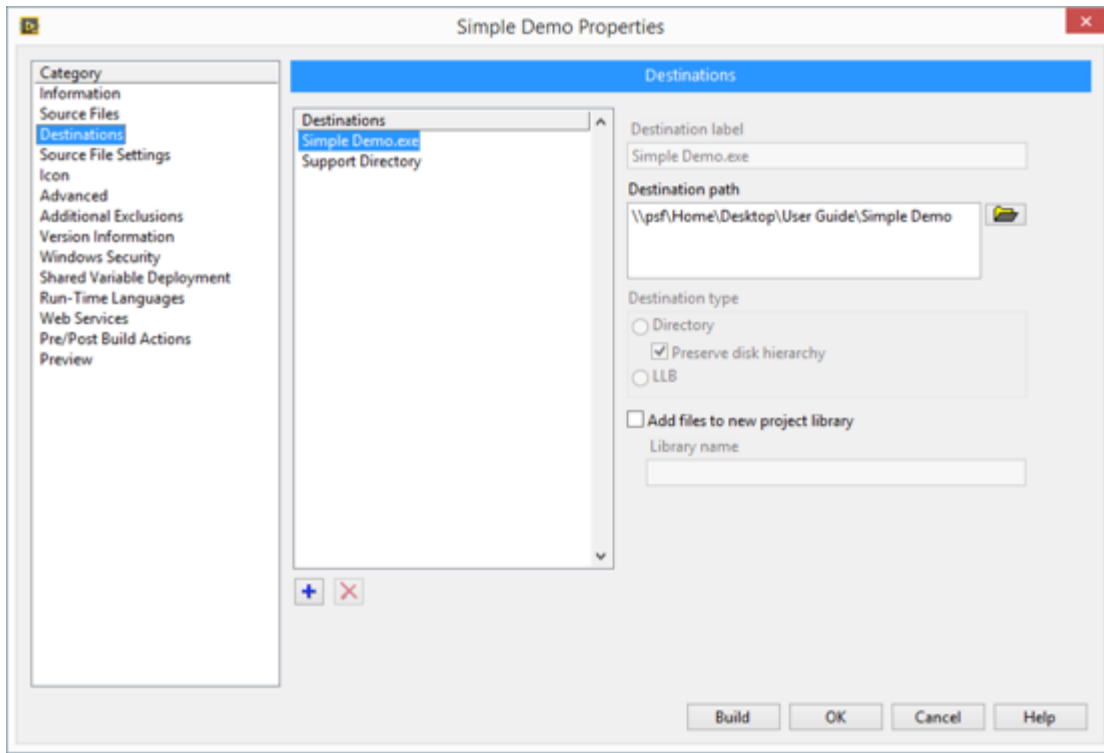 Simple Demo Properties
Category
Information
Source Files
Destinations
Source File Settings
Icon
Advanced
Additional Exclusions
Version Information
Windows Security
Shared Variable Deployment
Run-Time Languages
Web Services
Pre/Post Build Actions
Preview
Destinations
Destinations
Simple Demo.exe
Support Directory
Destination label
Simple Demo.exe
Destination path
\\psf\Home\Desktop\User Guide\Simple Demo
Destination type
Directory
Preserve disk hierarchy
LLB
Add files to new project library
Library name
Build
OK
Cancel
Help